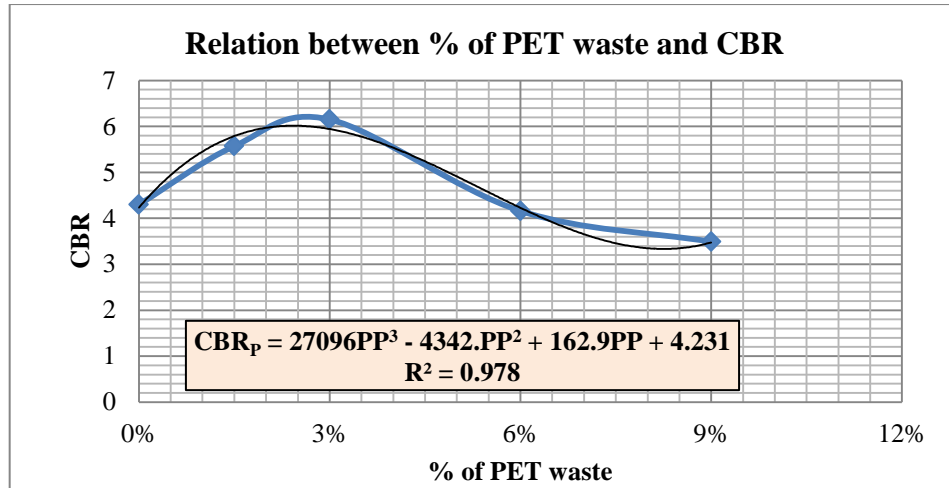 Relation between % of PET waste and CBR
7
6
5
4
3
2
1
0
CBR
CBR_P = 27096PP³ - 4342.PP² + 162.9PP + 4.231
R² = 0.978
0% 3% 6% 9% 12%
% of PET waste